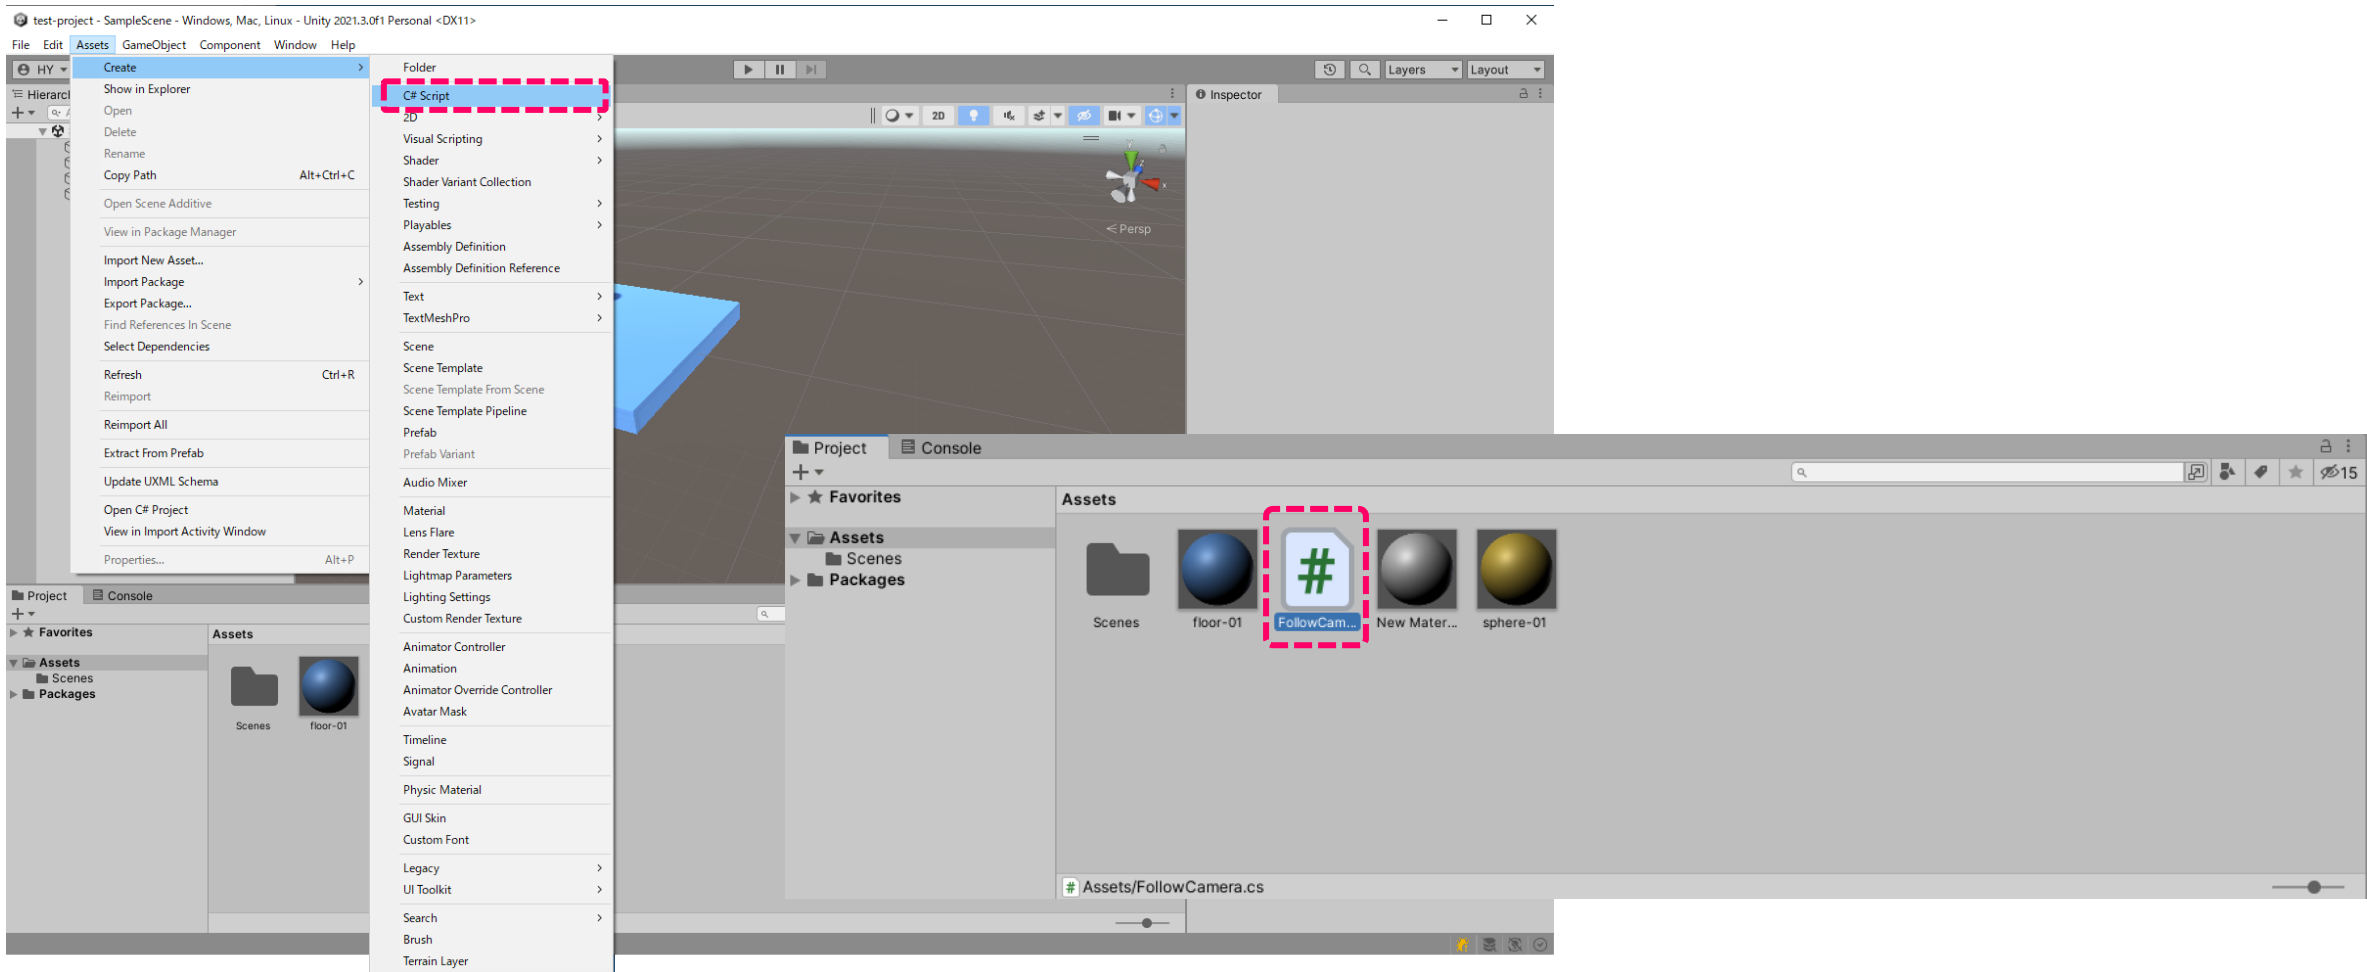 test-project - SampleScene - Windows, Mac, Linux - Unity 2021.3.0f1 Personal <DX11>
File Edit Assets GameObject Component Window Help
HY
Layers
Layout
Hierarc
Inspector
2D
Persp
Create
Show in Explorer
Open
Delete
Rename
Copy Path Alt+Ctrl+C
Open Scene Additive
View in Package Manager
Import New Asset...
Import Package
Export Package...
Find References In Scene
Select Dependencies
Refresh Ctrl+R
Reimport
Reimport All
Extract From Prefab
Update UXML Schema
Open C# Project
View in Import Activity Window
Properties... Alt+P
Folder
C# Script
2D
Visual Scripting
Shader
Shader Variant Collection
Testing
Playables
Assembly Definition
Assembly Definition Reference
Text
TextMeshPro
Scene
Scene Template
Scene Template From Scene
Scene Template Pipeline
Prefab
Prefab Variant
Audio Mixer
Material
Lens Flare
Render Texture
Lightmap Parameters
Lighting Settings
Custom Render Texture
Animator Controller
Animation
Animator Override Controller
Avatar Mask
Timeline
Signal
Physic Material
GUI Skin
Custom Font
Legacy
UI Toolkit
Search
Brush
Terrain Layer
Project Console
Favorites
Assets
Scenes
Packages
Assets
Scenes floor-01
Project Console
15
Favorites
Assets
Scenes
Packages
Assets
#
Scenes floor-01 FollowCam... New Mater... sphere-01
# Assets/FollowCamera.cs